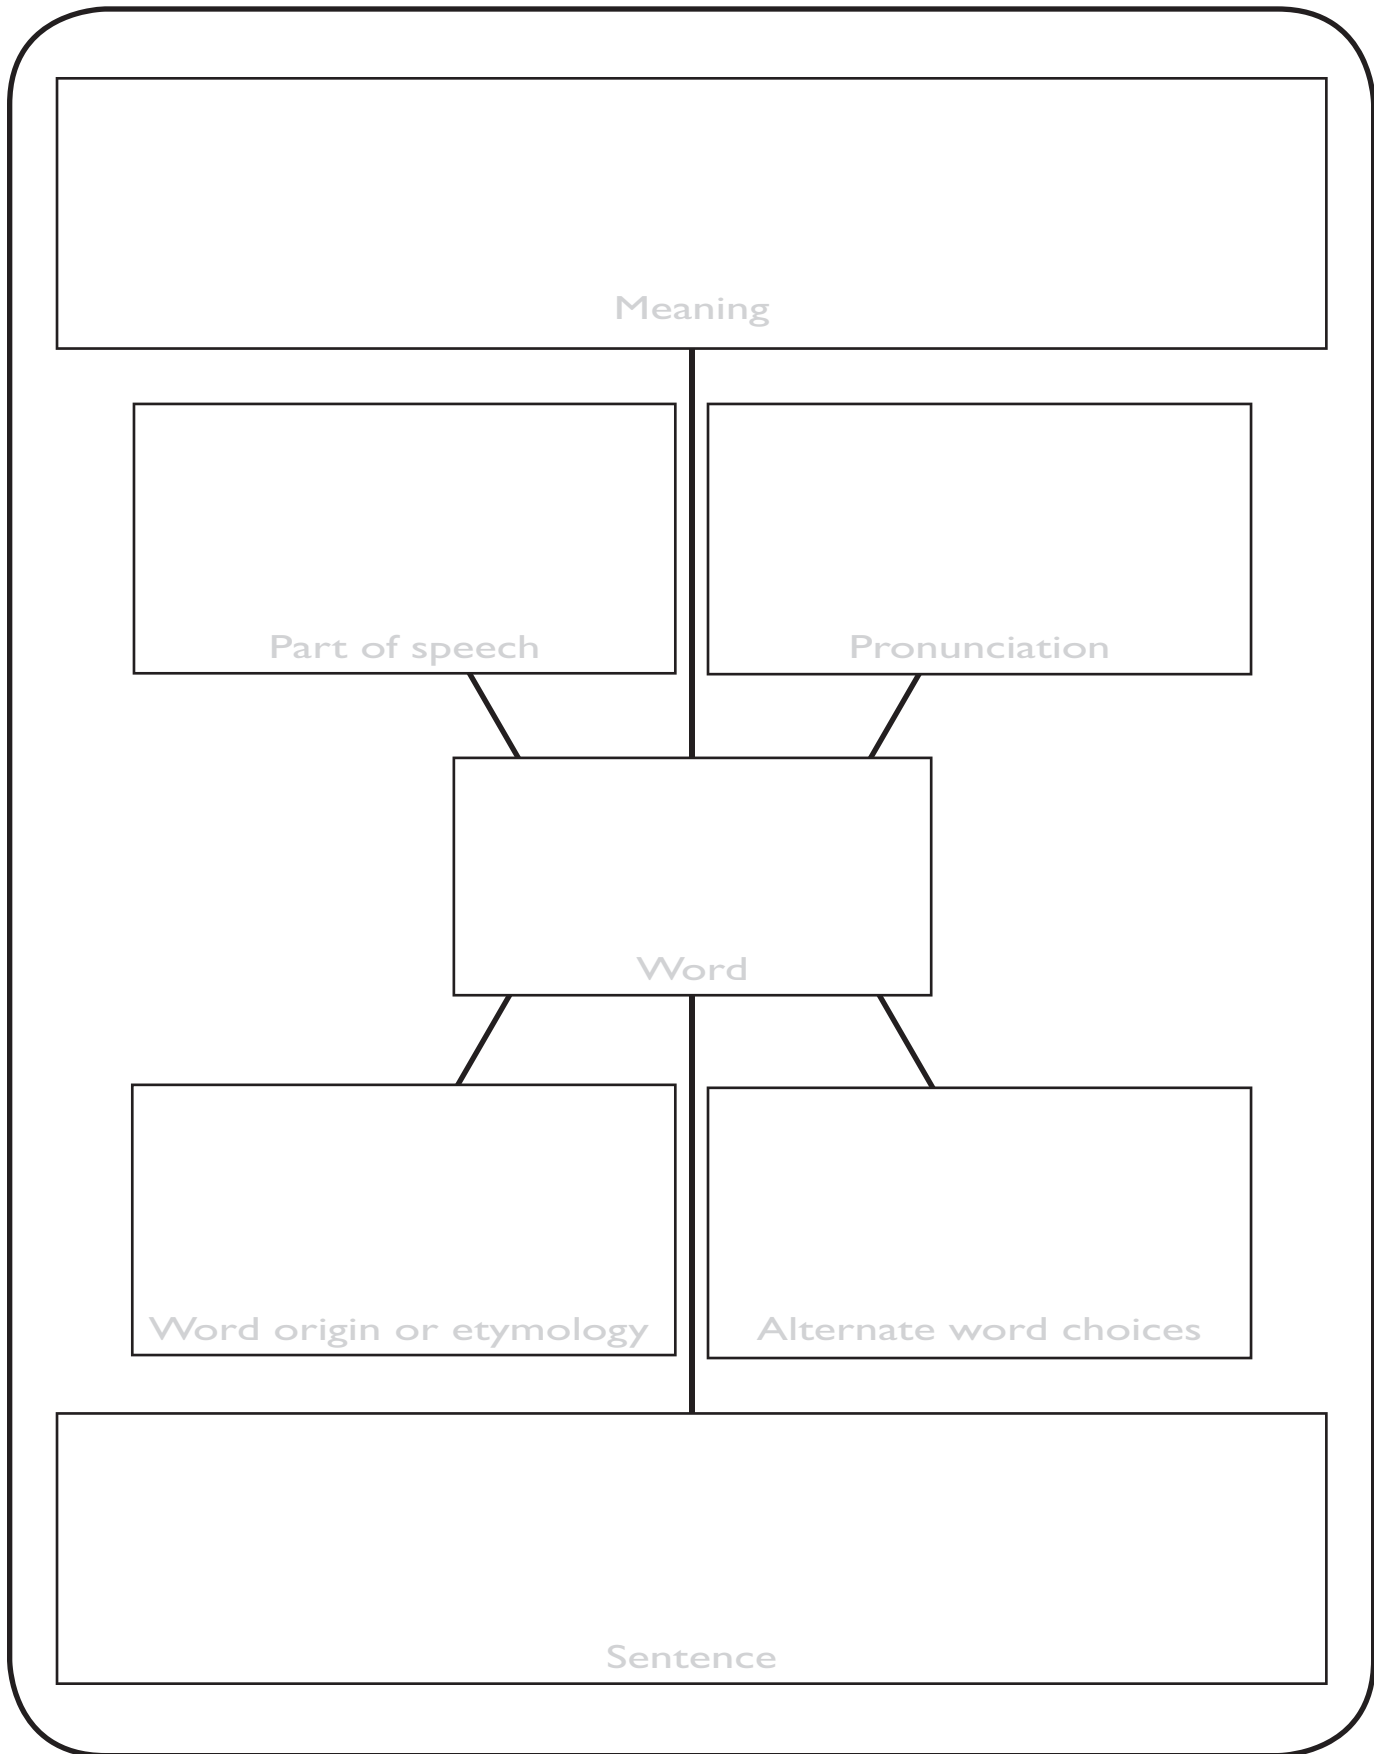 Meaning
Part of speech
Pronunciation
Word
Word origin or etymology
Alternate word choices
Sentence